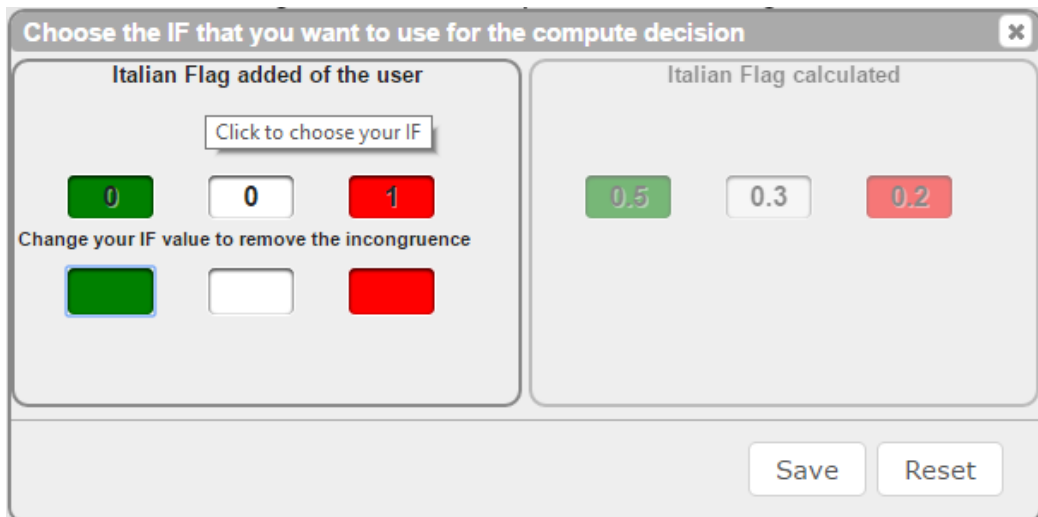 Choose the IF that you want to use for the compute decision
Italian Flag added of the user
Click to choose your IF
0 0 1
Change your IF value to remove the incongruence
Italian Flag calculated
0.5 0.3 0.2
Save Reset